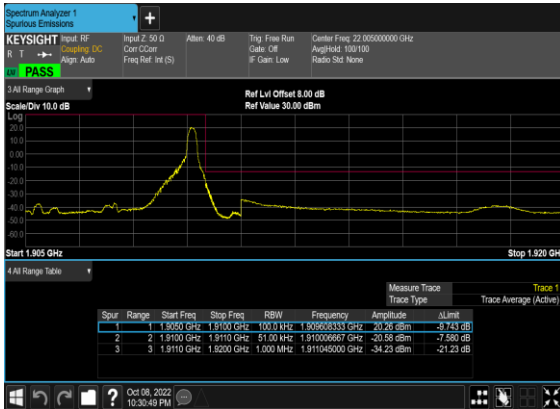 Spectrum Analyzer 1
Spurious Emissions
KEYSIGHT
R T
LXI PASS
Input: RF
Coupling: DC
Align: Auto
Input Z: 50 Ω
Corr CCorr
Freq Ref: Int (S)
Atten: 40 dB
Trig: Free Run
Gate: Off
IF Gain: Low
Center Freq: 22.005000000 GHz
Avg|Hold: 100/100
Radio Std: None
3 All Range Graph
Scale/Div 10.0 dB
Ref Lvl Offset 8.00 dB
Ref Value 30.00 dBm
Log
20.0
10.0
0.00
-10.0
-20.0
-30.0
-40.0
-50.0
-60.0
Start 1.905 GHz
Stop 1.920 GH
4 All Range Table
Measure Trace Trace 1
Trace Type Trace Average (Active)
Spur Range Start Freq Stop Freq RBW Frequency Amplitude ΔLimit
1 1 1.9050 GHz 1.9100 GHz 100.0 kHz 1.909608333 GHz 20.26 dBm -9.743 dB
2 2 1.9100 GHz 1.9110 GHz 51.00 kHz 1.910006667 GHz -20.58 dBm -7.580 dB
3 3 1.9110 GHz 1.9200 GHz 1.000 MHz 1.911045000 GHz -34.23 dBm -21.23 dB
Oct 08, 2022
10:30:49 PM